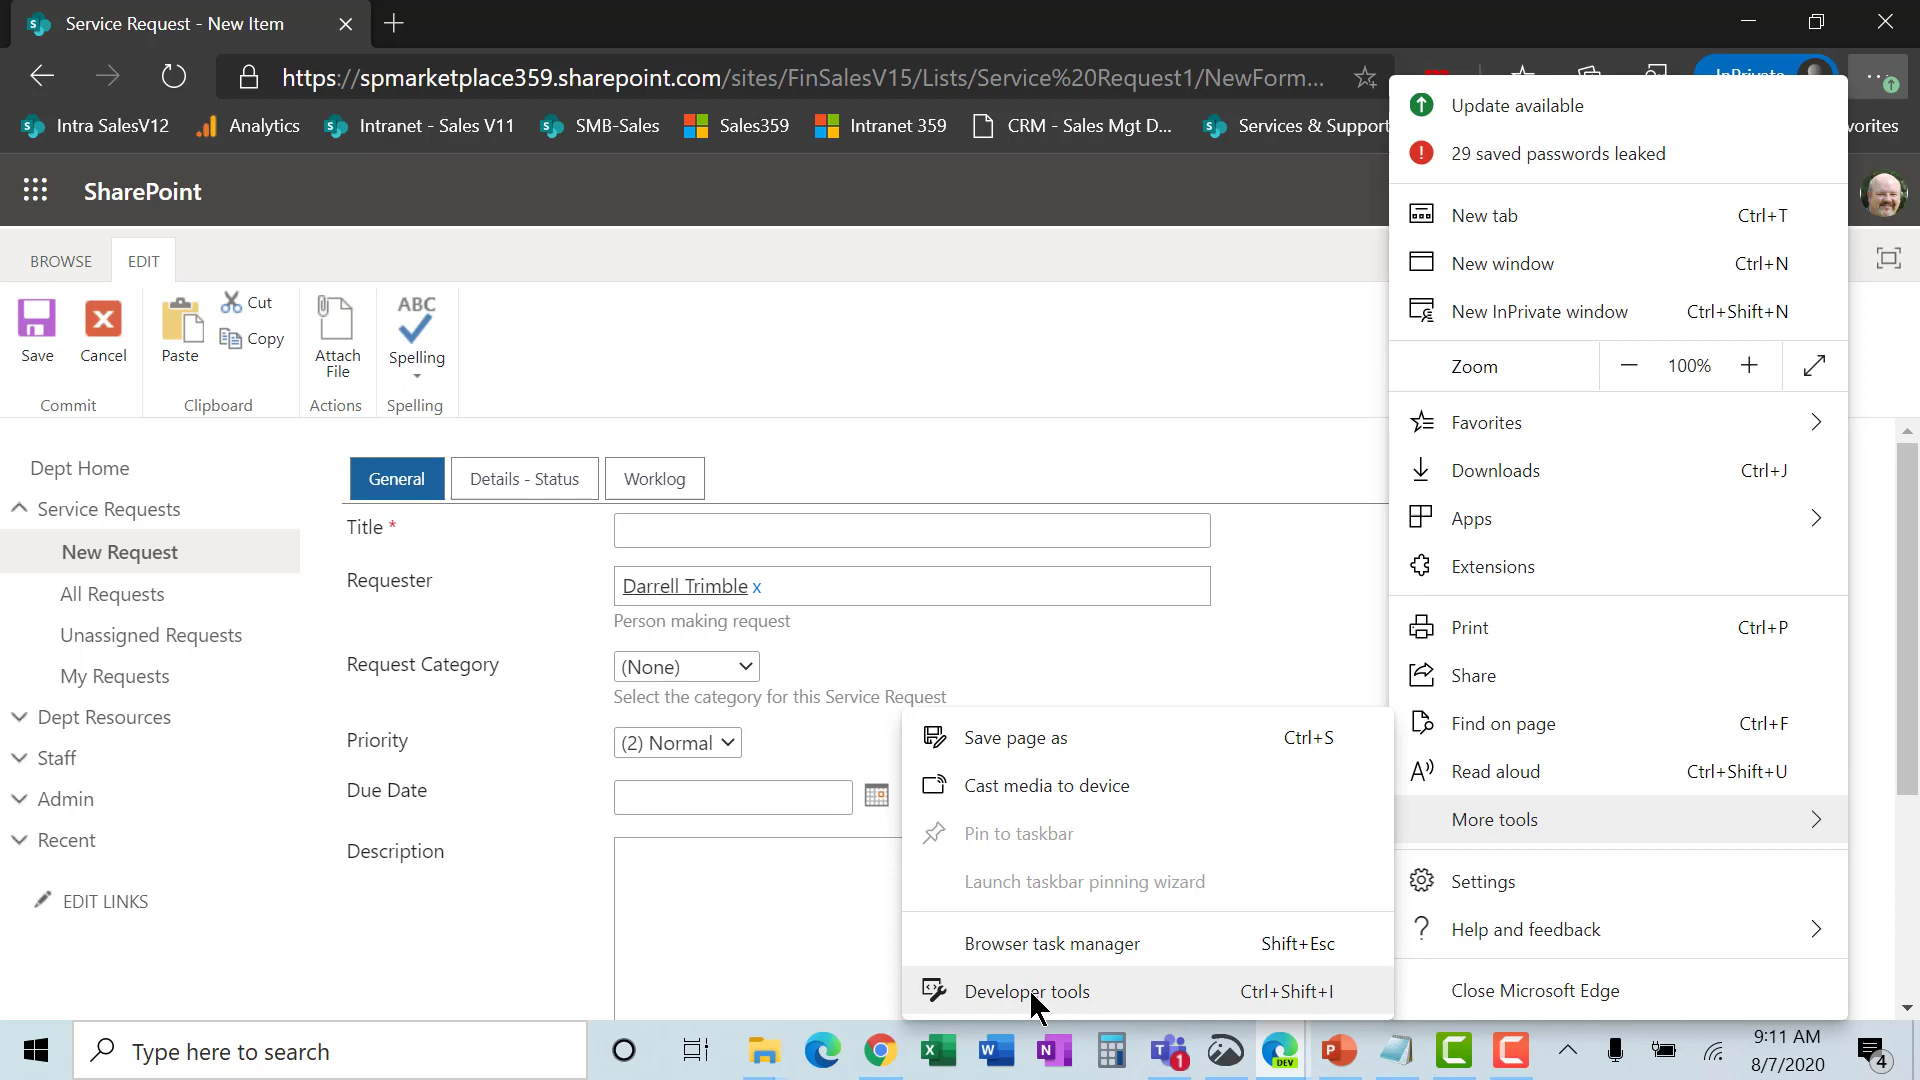 Service Request - New Item
https://spmarketplace359.sharepoint.com/sites/FinSalesV15/Lists/Service%20Request1/NewForm...
Intra SalesV12
Analytics
Intranet - Sales V11
SMB-Sales
Sales359
Intranet 359
CRM - Sales Mgt D...
Services & Support
vorites
SharePoint
BROWSE
EDIT
Save
Cancel
Paste
Cut
Copy
Attach
File
ABC
Spelling
Commit
Clipboard
Actions
Spelling
Dept Home
Service Requests
New Request
All Requests
Unassigned Requests
My Requests
Dept Resources
Staff
Admin
Recent
EDIT LINKS
General
Details - Status
Worklog
Title *
Requester
Darrell Trimble x
Person making request
Request Category
(None)
Select the category for this Service Request
Priority
(2) Normal
Due Date
Description
Save page as Ctrl+S
Cast media to device
Pin to taskbar
Launch taskbar pinning wizard
Browser task manager Shift+Esc
Developer tools Ctrl+Shift+I
Update available
29 saved passwords leaked
New tab Ctrl+T
New window Ctrl+N
New InPrivate window Ctrl+Shift+N
Zoom 100%
Favorites
Downloads Ctrl+J
Apps
Extensions
Print Ctrl+P
Share
Find on page Ctrl+F
Read aloud Ctrl+Shift+U
More tools
Settings
Help and feedback
Close Microsoft Edge
Type here to search
DEV
1
9:11 AM
8/7/2020
4